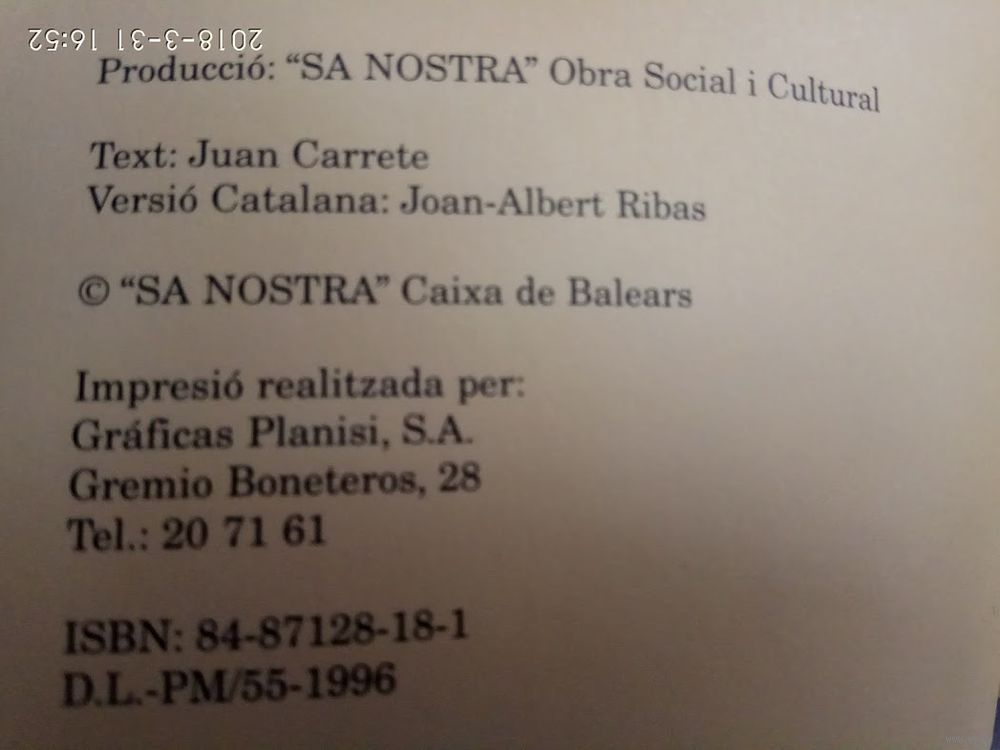 2018-3-31 16:52
Producció: “SA NOSTRA” Obra Social i Cultural
Text: Juan Carrete
Versió Catalana: Joan-Albert Ribas
© “SA NOSTRA” Caixa de Balears
Impresió realitzada per:
Gráficas Planisi, S.A.
Gremio Boneteros, 28
Tel.: 20 71 61
ISBN: 84-87128-18-1
D.L.-PM/55-1996